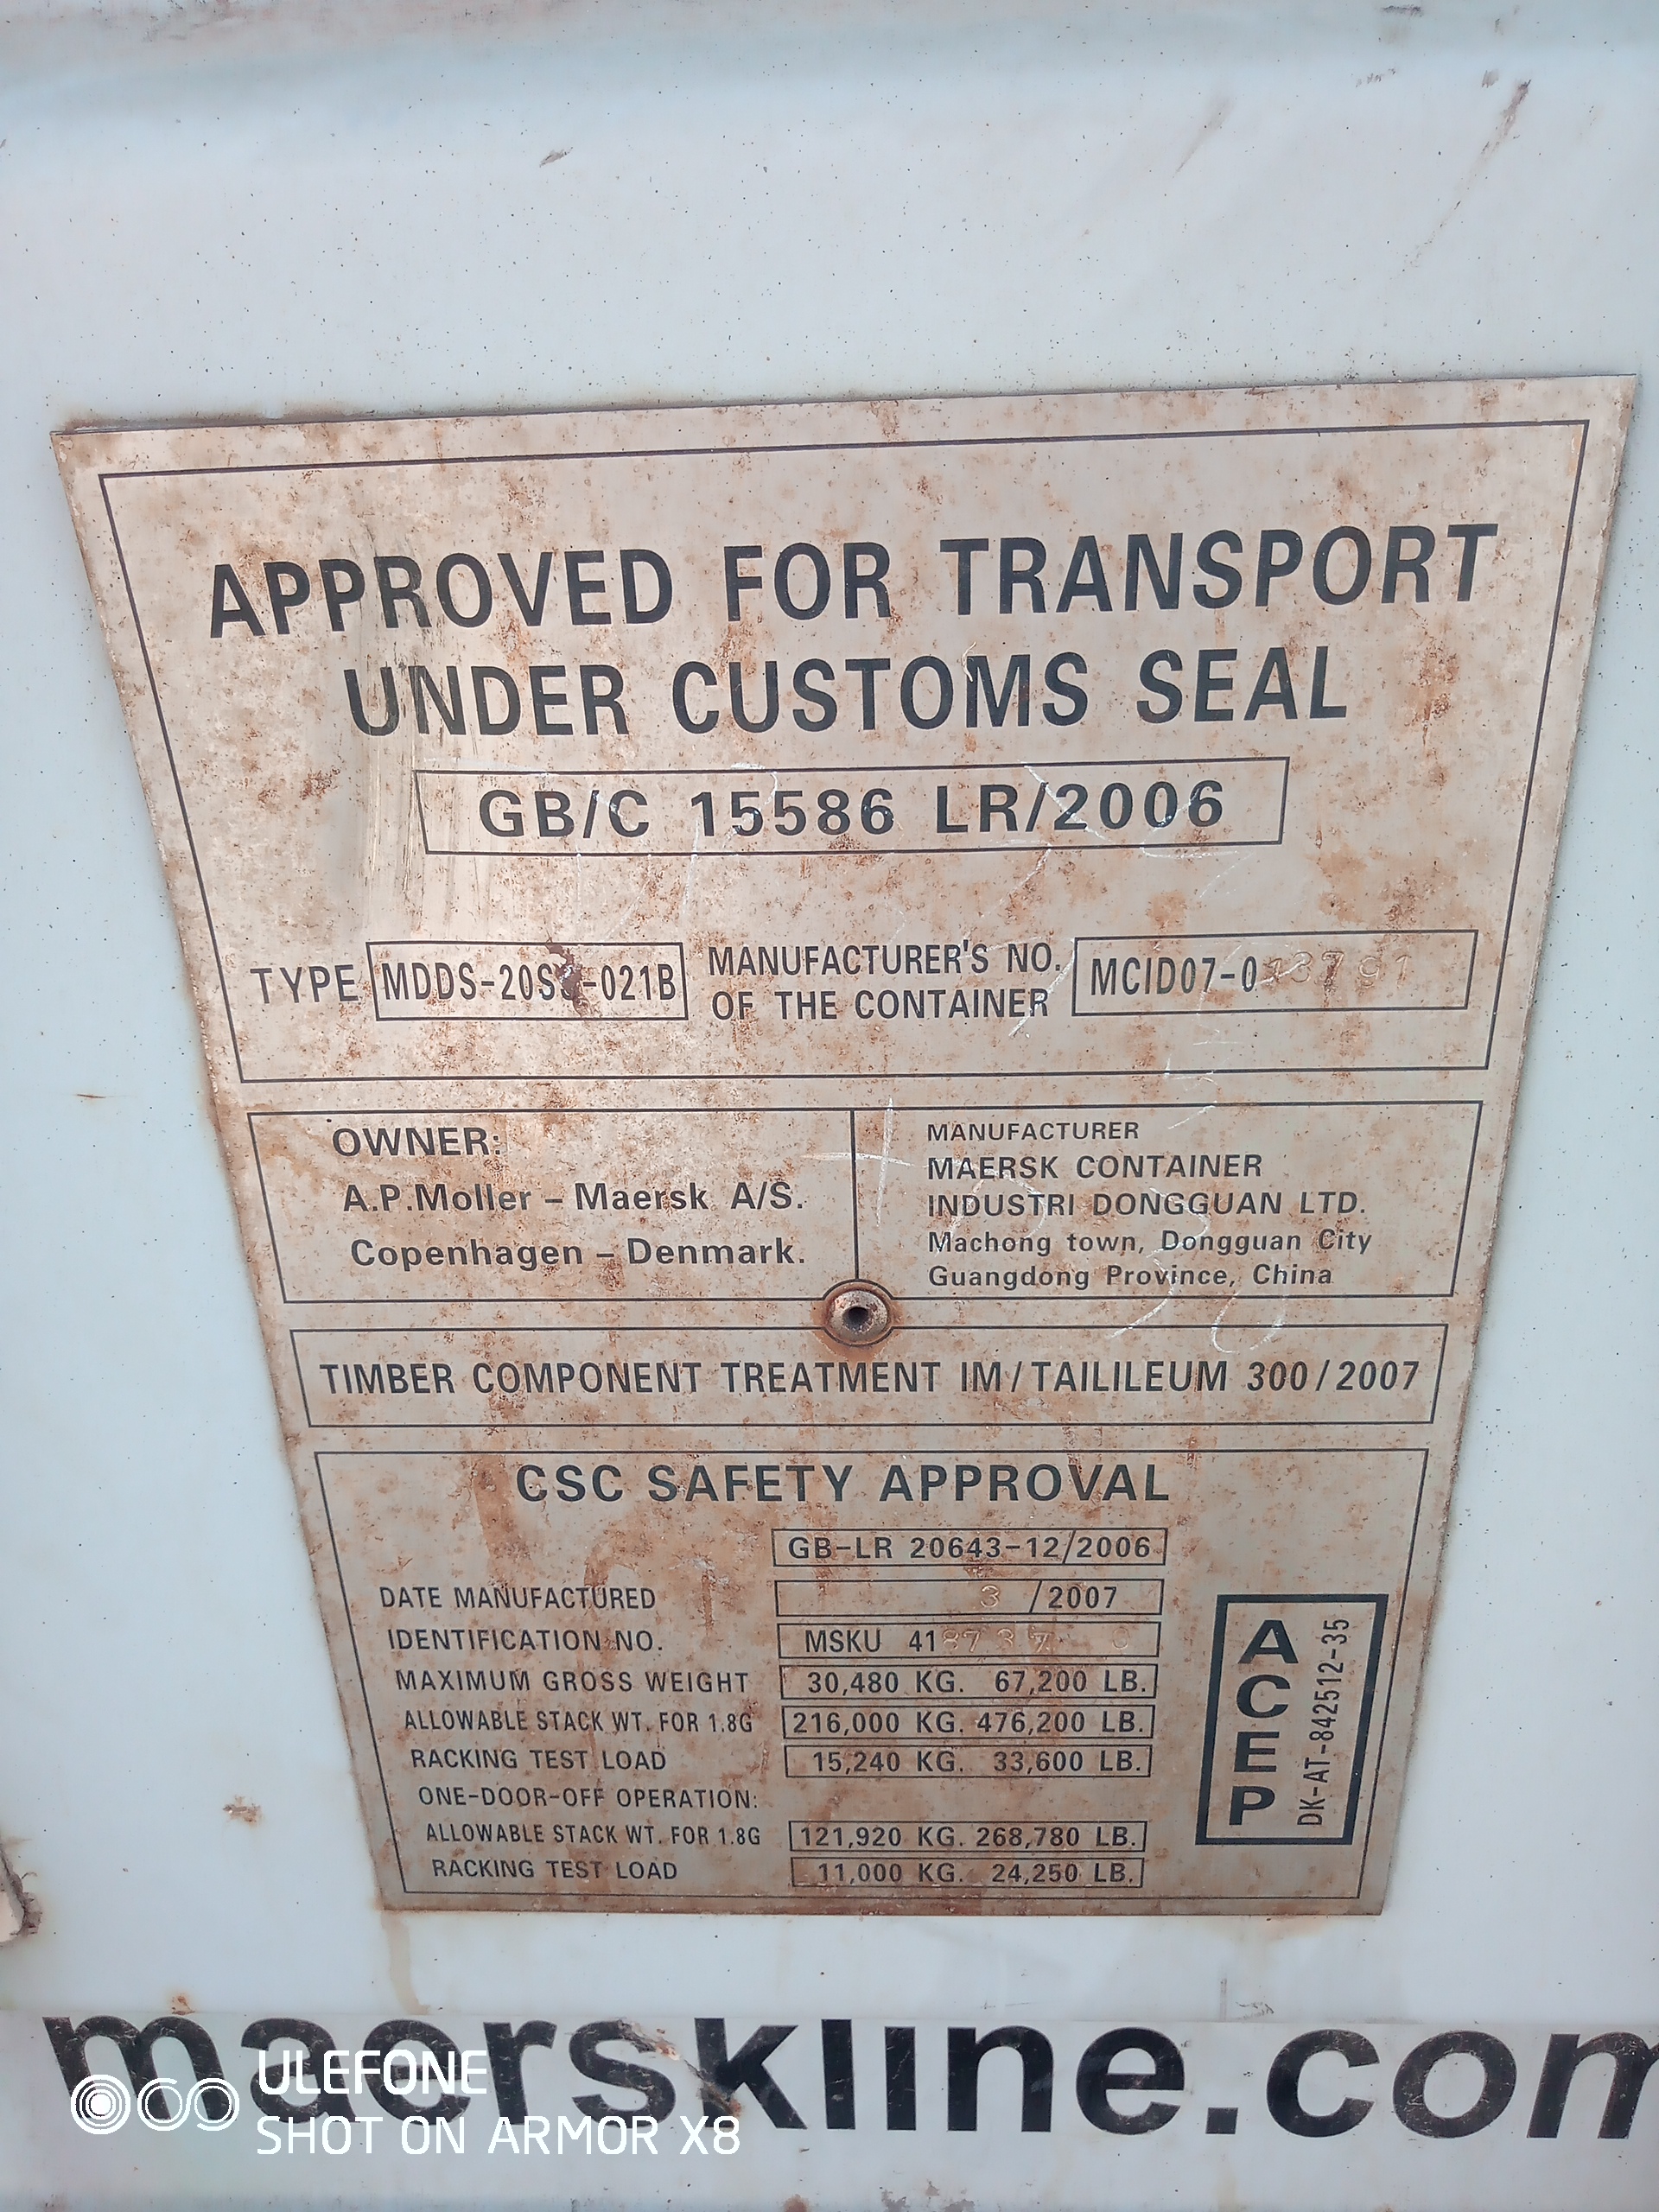 APPROVED FOR TRANSPORT
UNDER CUSTOMS SEAL
GB/C 15586 LR/2006
TYPE
MANUFACTURER'S NO.
OF THE CONTAINER
OWNER:
A.P.Moller – Maersk A/S.
Copenhagen – Denmark.
MANUFACTURER
MAERSK CONTAINER
INDUSTRI DONGGUAN LTD.
Machong town, Dongguan City
Guangdong Province, China
TIMBER COMPONENT TREATMENT IM/TAILILEUM 300/2007
CSC SAFETY APPROVAL
GB-LR 20643-12/2006
DATE MANUFACTURED 3 /2007
IDENTIFICATION NO. MSKU 418737 0
MAXIMUM GROSS WEIGHT 30,480 KG. 67,200 LB.
ALLOWABLE STACK WT. FOR 1.8G 216,000 KG. 476,200 LB.
RACKING TEST LOAD 15,240 KG. 33,600 LB.
ONE-DOOR-OFF OPERATION:
ALLOWABLE STACK WT. FOR 1.8G 121,920 KG. 268,780 LB.
RACKING TEST LOAD 11,000 KG. 24,250 LB.
ACEP
DK-AT-842512-35
maerskline.com
ULEFONE
SHOT ON ARMOR X8